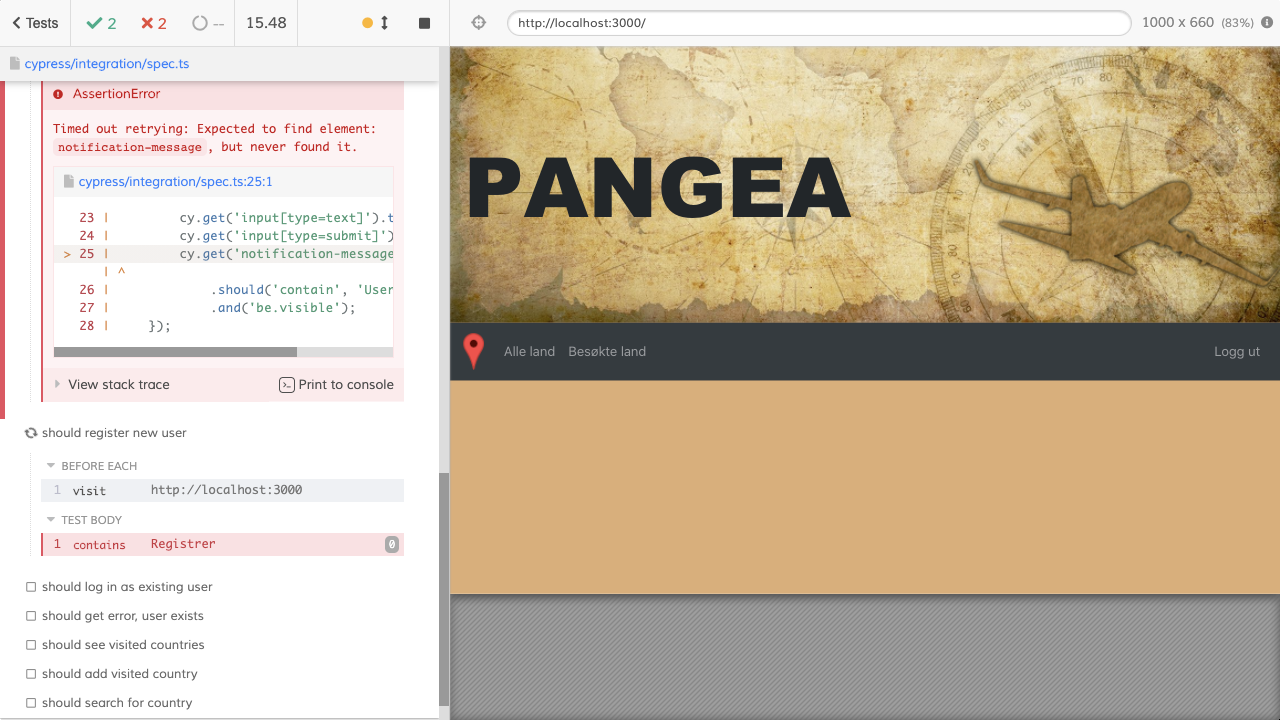 Tests
2
2
--
15.48
http://localhost:3000/
1000 x 660 (83%)
cypress/integration/spec.ts
AssertionError
Timed out retrying: Expected to find element:
notification-message, but never found it.
cypress/integration/spec.ts:25:1
23 | cy.get('input[type=text]').t
24 | cy.get('input[type=submit]')
> 25 | cy.get('notification-message
| ^
26 | .should('contain', 'User
27 | .and('be.visible');
28 | });
View stack trace
Print to console
should register new user
BEFORE EACH
1 visit http://localhost:3000
TEST BODY
1 contains Registrer 0
should log in as existing user
should get error, user exists
should see visited countries
should add visited country
should search for country
PANGEA
Alle land Besøkte land Logg ut